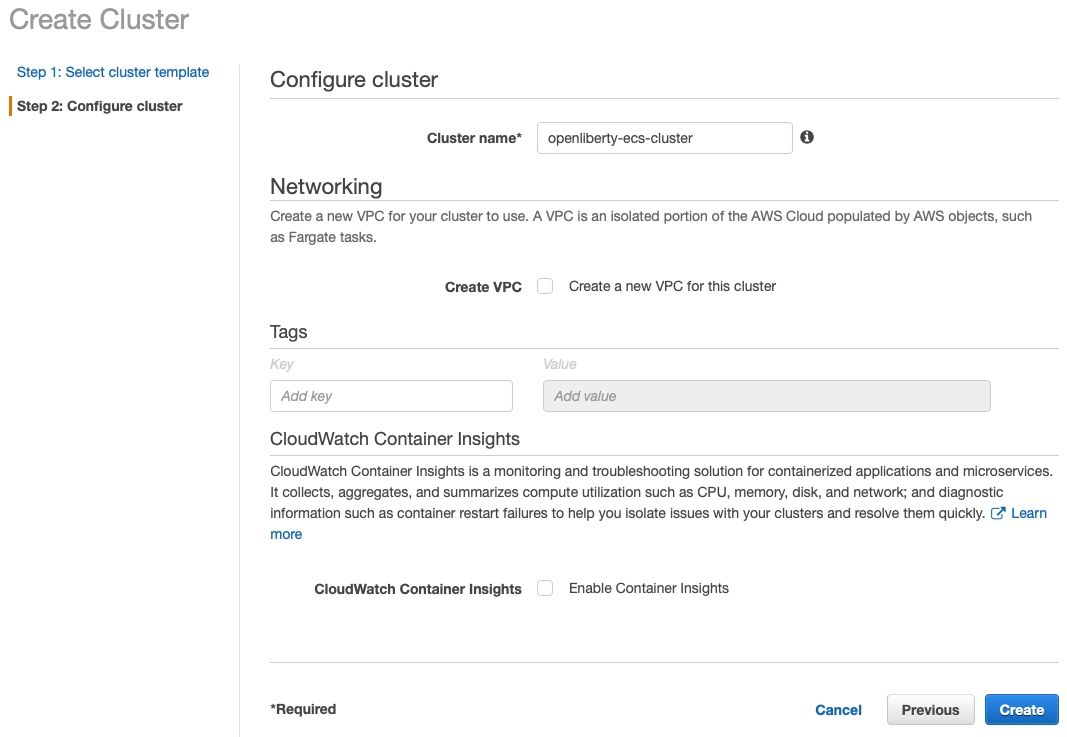 Create Cluster
Step 1: Select cluster template
Step 2: Configure cluster
Configure cluster
Cluster name*
openliberty-ecs-cluster
Networking
Create a new VPC for your cluster to use. A VPC is an isolated portion of the AWS Cloud populated by AWS objects, such
as Fargate tasks.
Create VPC
Create a new VPC for this cluster
Tags
Key
Value
Add key
Add value
CloudWatch Container Insights
CloudWatch Container Insights is a monitoring and troubleshooting solution for containerized applications and microservices.
It collects, aggregates, and summarizes compute utilization such as CPU, memory, disk, and network; and diagnostic
information such as container restart failures to help you isolate issues with your clusters and resolve them quickly. Learn
more
CloudWatch Container Insights
Enable Container Insights
*Required
Cancel
Previous
Create